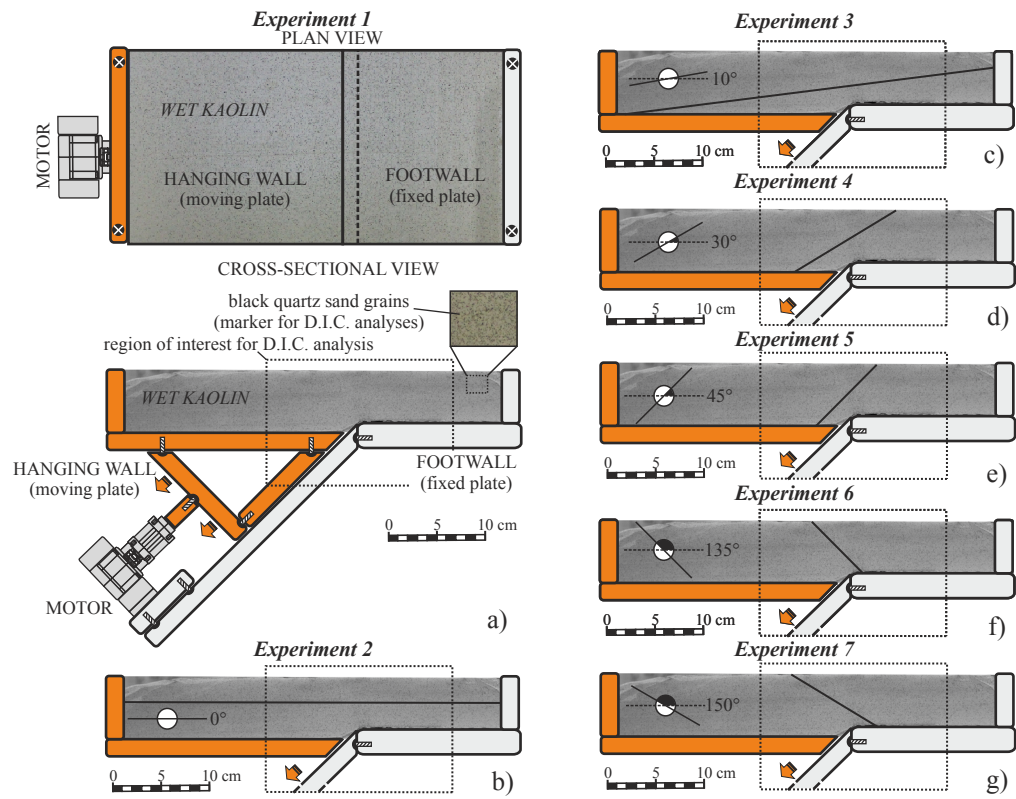 Experiment 1
PLAN VIEW
WET KAOLIN
MOTOR
HANGING WALL
(moving plate)
FOOTWALL
(fixed plate)
CROSS-SECTIONAL VIEW
black quartz sand grains
(marker for D.I.C. analyses)
region of interest for D.I.C. analysis
WET KAOLIN
HANGING WALL
(moving plate)
FOOTWALL
(fixed plate)
0 5 10 cm
MOTOR
a)
Experiment 2
0°
0 5 10 cm
b)
Experiment 3
10°
0 5 10 cm
c)
Experiment 4
30°
0 5 10 cm
d)
Experiment 5
45°
0 5 10 cm
e)
Experiment 6
135°
0 5 10 cm
f)
Experiment 7
150°
0 5 10 cm
g)